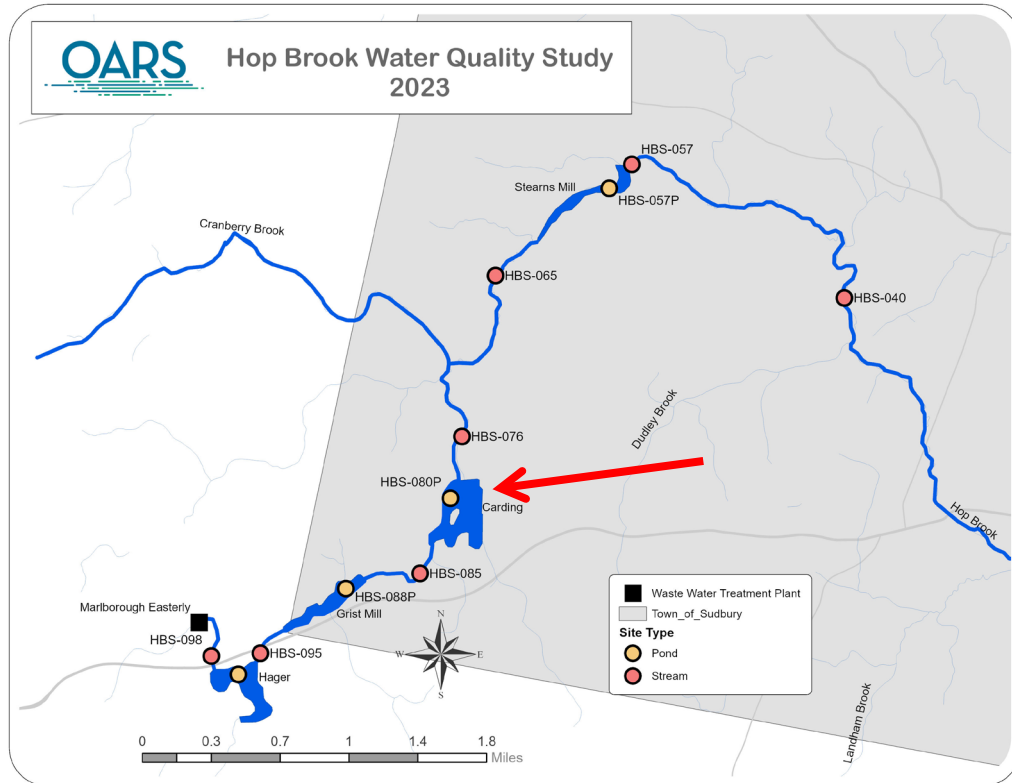 OARS
Hop Brook Water Quality Study
2023
HBS-057
Stearns Mill
HBS-057P
Cranberry Brook
HBS-065
HBS-040
Dudley Brook
HBS-076
HBS-080P
Carding
Hop Brook
HBS-085
HBS-088P
Grist Mill
Marlborough Easterly
HBS-098
HBS-095
Hager
N
W
E
S
Waste Water Treatment Plant
Town_of_Sudbury
Site Type
Pond
Stream
Landham Brook
0 0.3 0.7 1 1.4 1.8
Miles